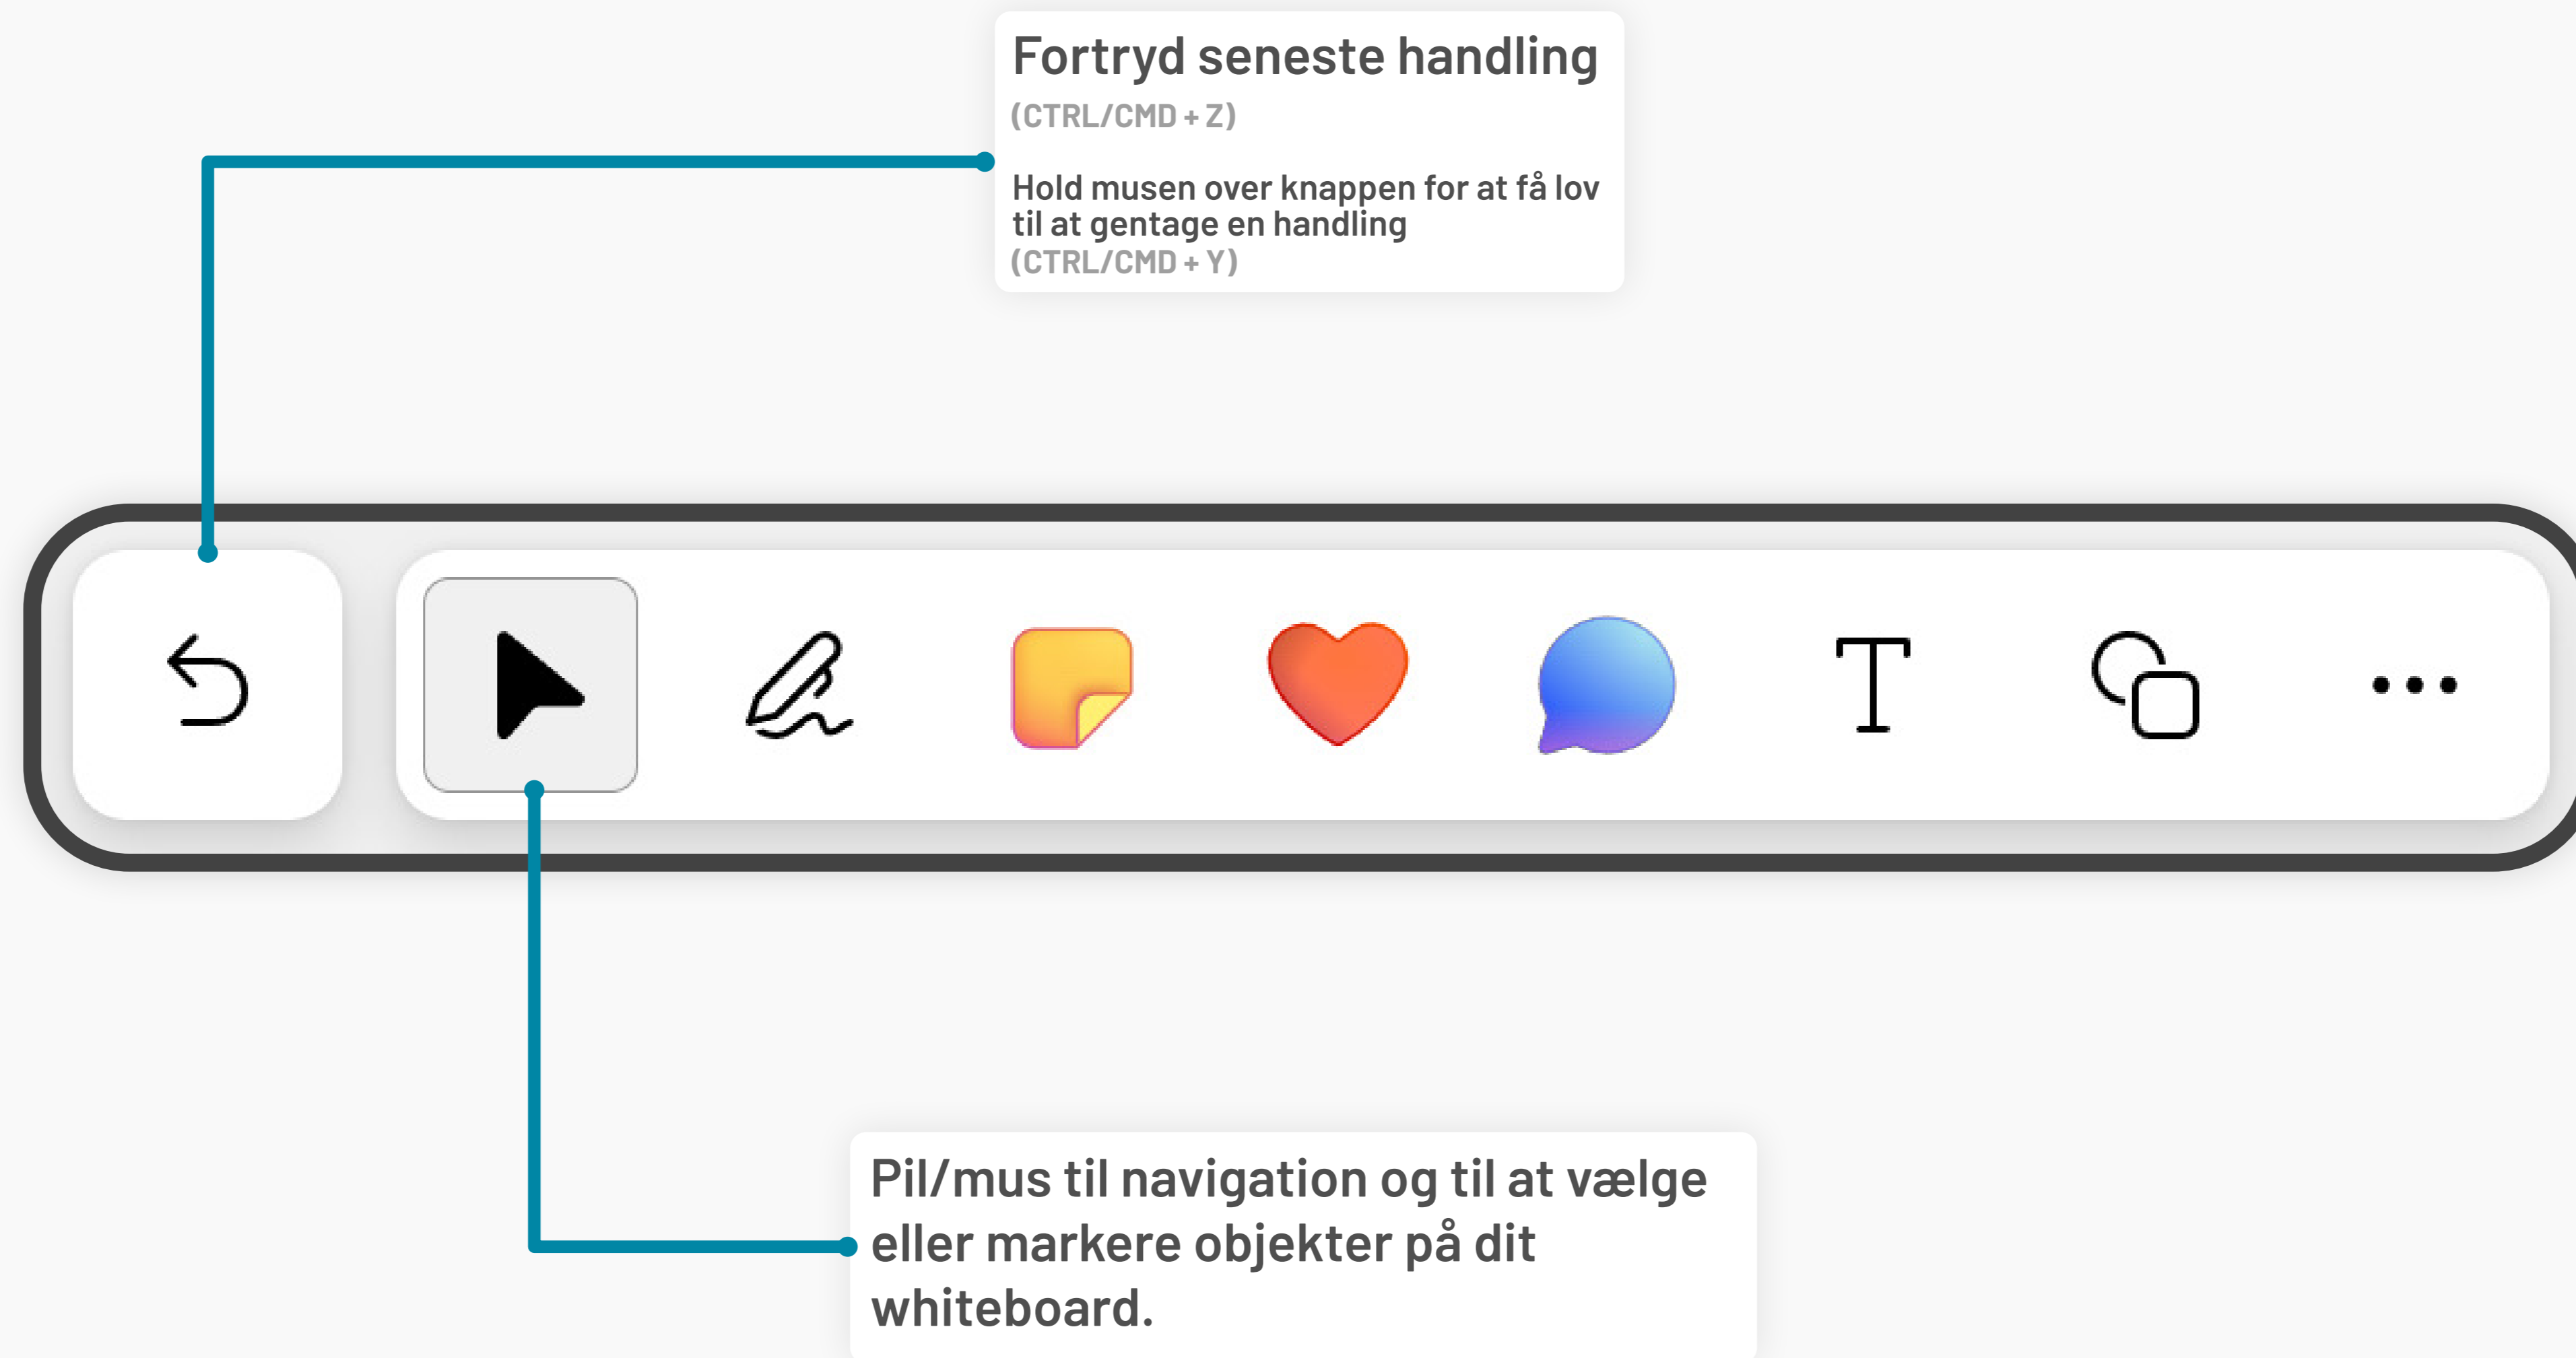 Fortryd seneste handling
(CTRL/CMD + Z)
Hold musen over knappen for at få lov
til at gentage en handling
(CTRL/CMD + Y)
Pil/mus til navigation og til at vælge
eller markere objekter på dit
whiteboard.